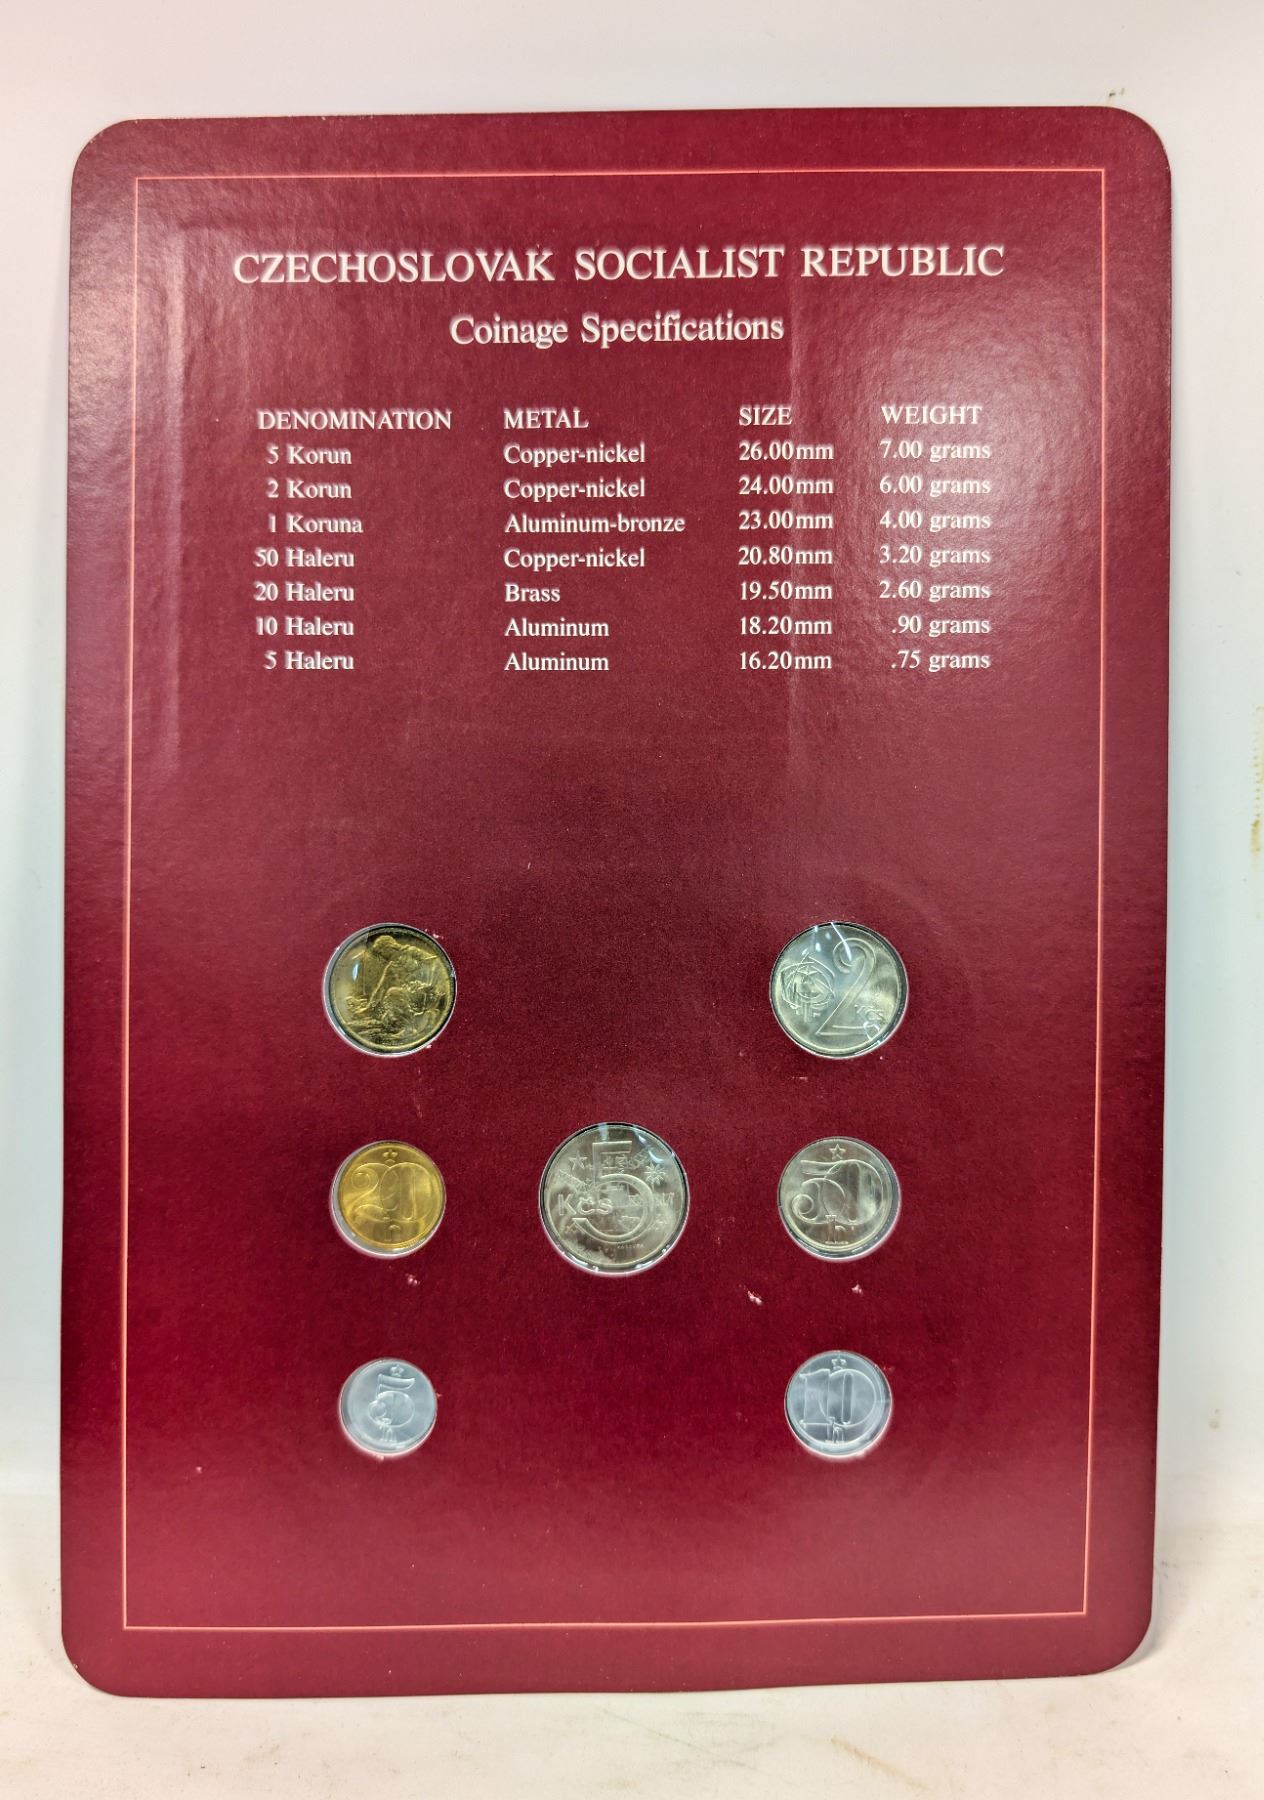 CZECHOSLOVAK SOCIALIST REPUBLIC
Coinage Specifications
DENOMINATION METAL SIZE WEIGHT
5 Korun Copper-nickel 26.00mm 7.00 grams
2 Korun Copper-nickel 24.00mm 6.00 grams
1 Koruna Aluminum-bronze 23.00mm 4.00 grams
50 Haleru Copper-nickel 20.80mm 3.20 grams
20 Haleru Brass 19.50mm 2.60 grams
10 Haleru Aluminum 18.20mm .90 grams
5 Haleru Aluminum 16.20mm .75 grams
2
Kčs
20
h
5
Kčs
50
h
5
h
10
h